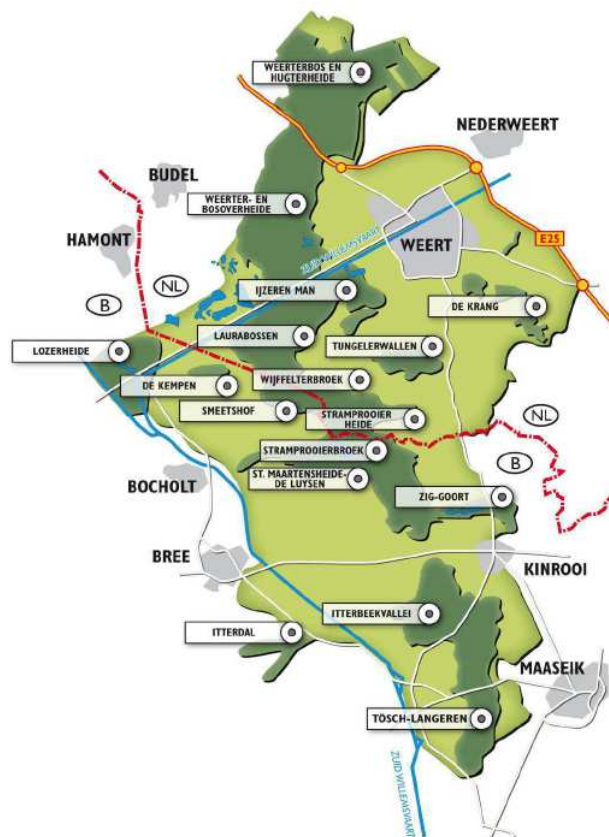 WEERTERBOS EN
HUGTERHEIDE
NEDERWEERT
BUDEL
WEERTER- EN
BOSOVERHEIDE
HAMONT
ZUID WILLEMSVAART
WEERT
E25
NL
B
IJZEREN MAN
DE KRANG
LAURABOSSEN
TUNGELERWALLEN
LOZERHEIDE
DE KEMPEN
WIJFFELTERBROEK
SMEETSHOF
STRAMPROOIER
HEIDE
NL
STRAMPROOIERBROEK
B
ST. MAARTENSHEIDE-
DE LUYSEN
BOCHOLT
ZIG-GOORT
BREE
KINROOI
ITTERBEEKVALLEI
ITTERDAL
MAASEIK
TÖSCH-LANGEREN
ZUID WILLEMSVAART